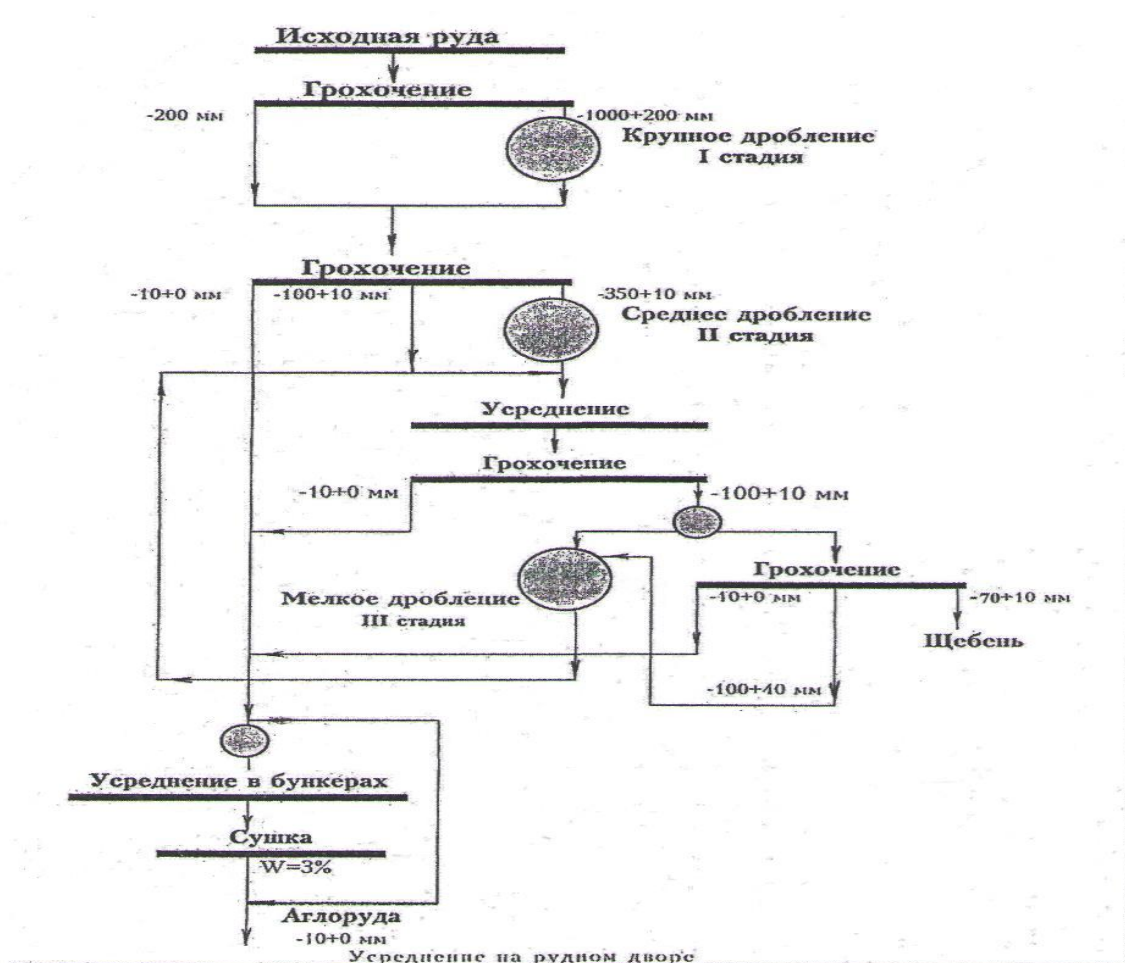 Исходная руда
Грохочение
-200 мм
-1000+200 мм
Крупное дробление
I стадия
Грохочение
-10+0 мм
-100+10 мм
-350+10 мм
Среднее дробление
II стадия
Усреднение
Грохочение
-10+0 мм
-100+10 мм
Грохочение
Мелкое дробление
III стадия
-10+0 мм
-70+10 мм
Щебень
-100+40 мм
Усреднение в бункерах
Сушка
W=3%
Аглоруда
-10+0 мм
Усреднение на рудном дворе